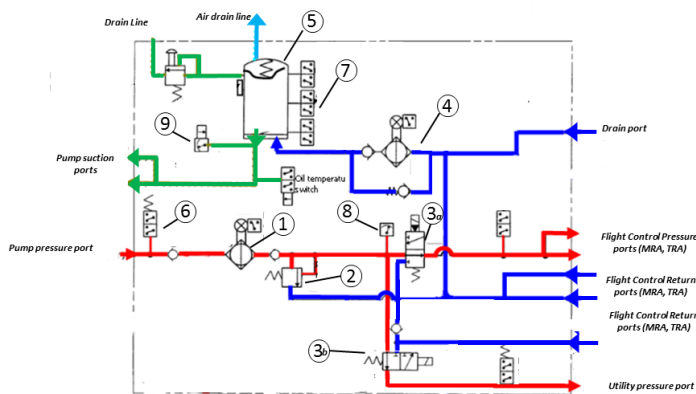 Drain Line
Air drain line
5
7
4
9
Drain port
Pump suction
ports
Oil temperatu
switch
6
1
8
3a
Pump pressure port
Flight Control Pressure
ports (MRA, TRA)
2
Flight Control Return
ports (MRA, TRA)
Flight Control Return
ports (MRA, TRA)
3b
Utility pressure port